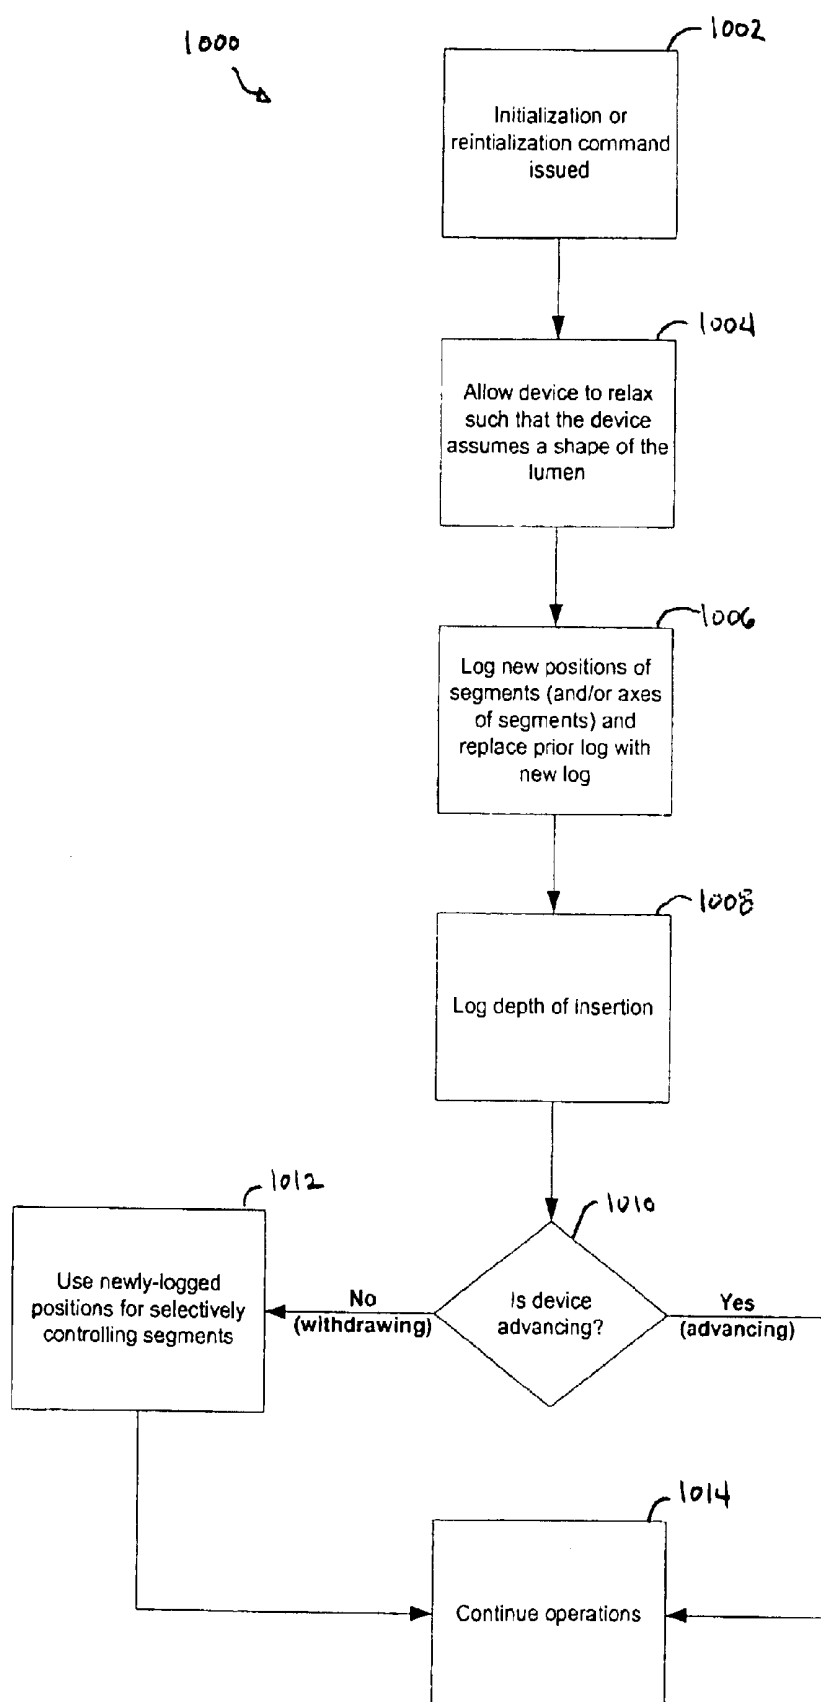 1000
1002
Initialization or
reintialization command
issued
1004
Allow device to relax
such that the device
assumes a shape of the
lumen
1006
Log new positions of
segments (and/or axes
of segments) and
replace prior log with
new log
1008
Log depth of insertion
1010
Is device
advancing?
No
(withdrawing)
Yes
(advancing)
1012
Use newly-logged
positions for selectively
controlling segments
1014
Continue operations